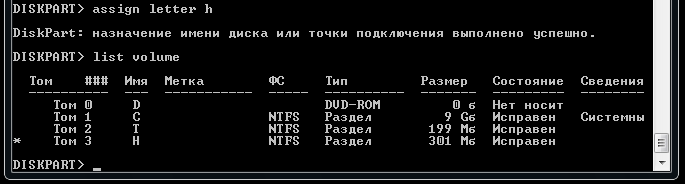 DISKPART> assign letter h
DiskPart: назначение имени диска или точки подключения выполнено успешно.
DISKPART> list volume
Том ### Имя Метка ФС Тип Размер Состояние Сведения
Том 0 D DVD-ROM 0 б Нет носит
Том 1 C NTFS Раздел 9 Gб Исправен Системны
Том 2 T NTFS Раздел 199 Mб Исправен
* Том 3 H NTFS Раздел 301 Mб Исправен
DISKPART> _